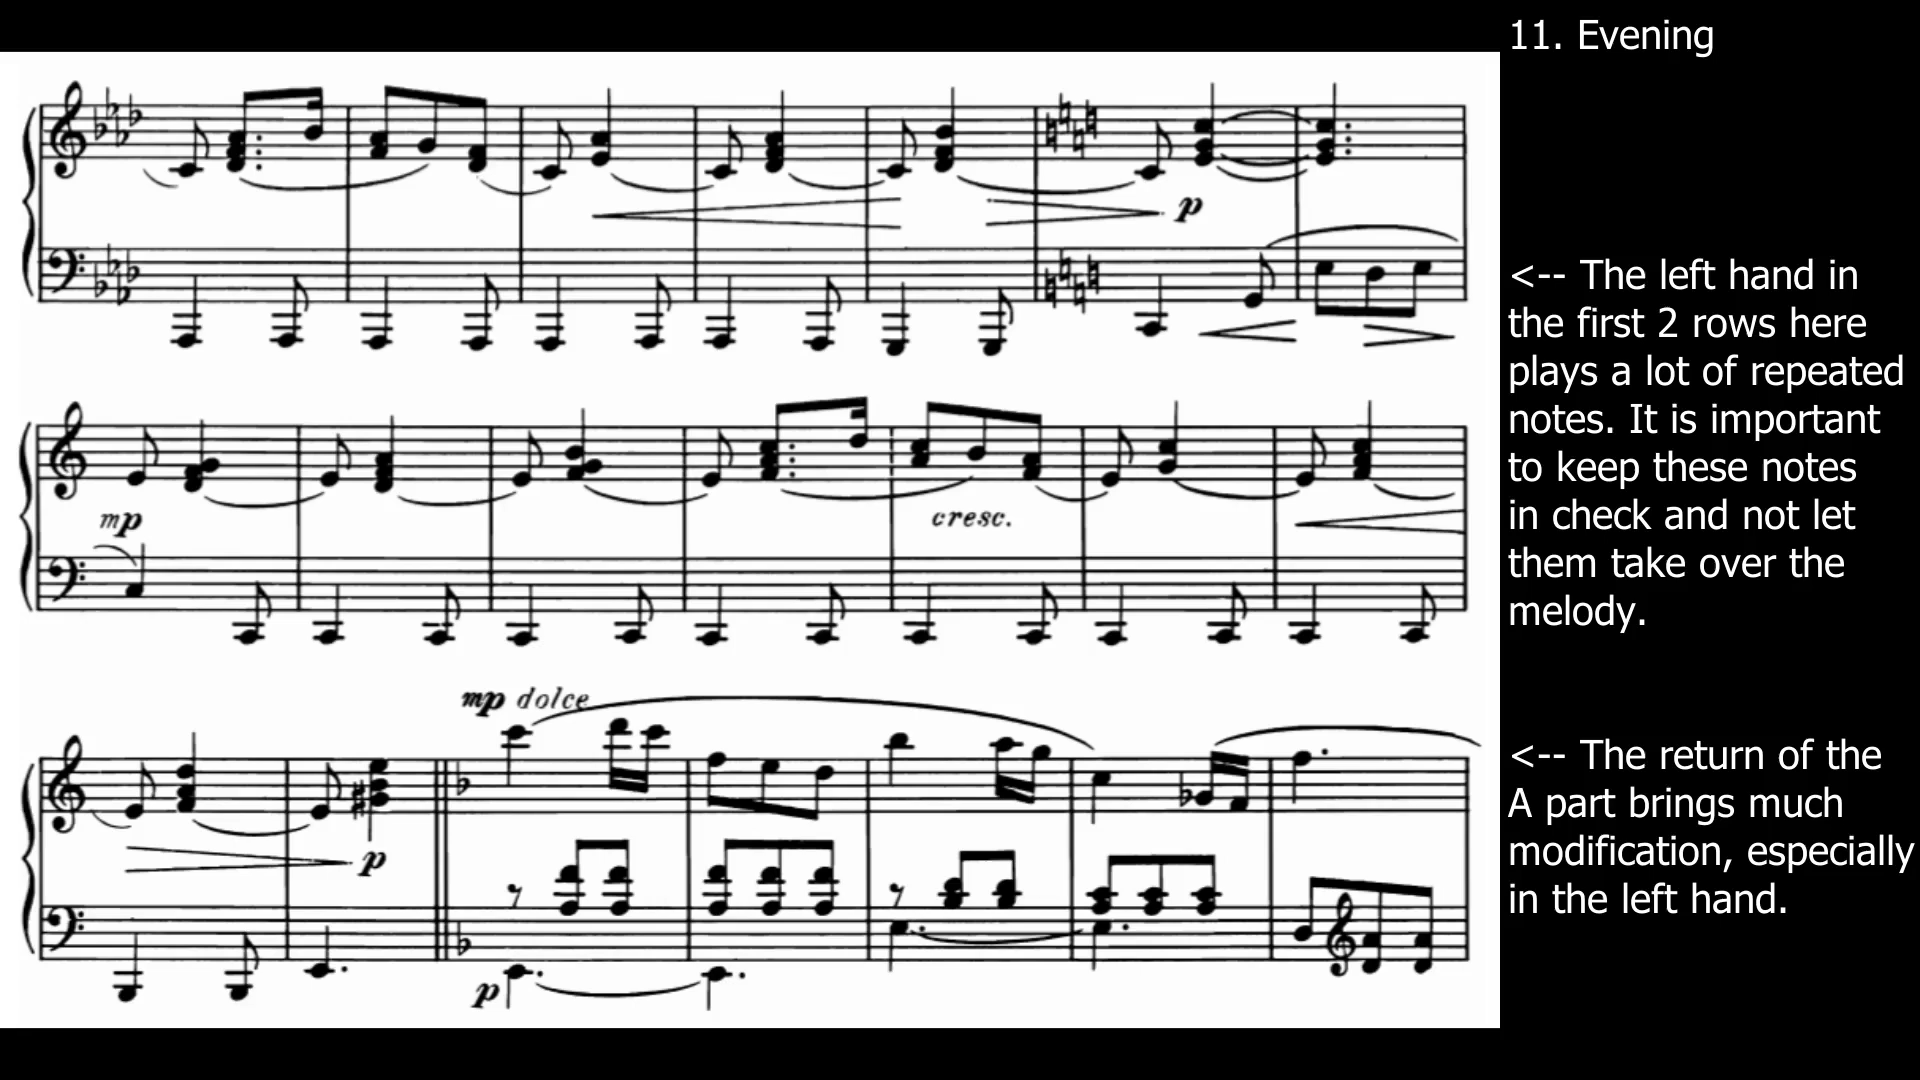 11. Evening
p
<-- The left hand in
the first 2 rows here
plays a lot of repeated
notes. It is important
to keep these notes
in check and not let
them take over the
melody.
mp
cresc.
mp dolce
<-- The return of the
A part brings much
modification, especially
in the left hand.
p
p